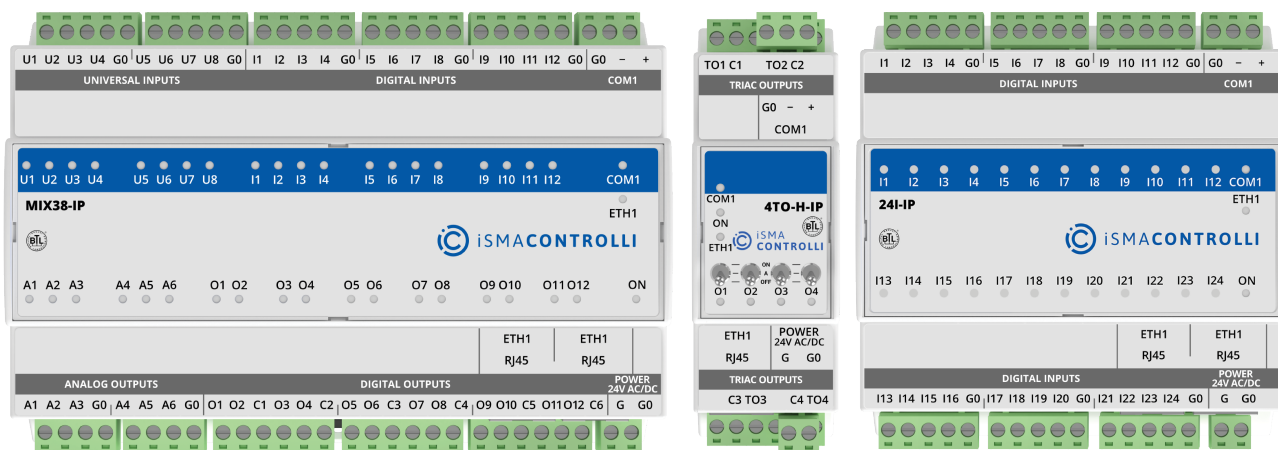 U1 U2 U3 U4 G0 U5 U6 U7 U8 G0 I1 I2 I3 I4 G0 I5 I6 I7 I8 G0 I9 I10 I11 I12 G0 G0 − +
UNIVERSAL INPUTS DIGITAL INPUTS COM1
U1 U2 U3 U4 U5 U6 U7 U8 I1 I2 I3 I4 I5 I6 I7 I8 I9 I10 I11 I12 COM1
MIX38-IP
ETH1
BTL
iSMACONTROLLI
A1 A2 A3 A4 A5 A6 O1 O2 O3 O4 O5 O6 O7 O8 O9 O10 O11 O12 ON
ETH1 ETH1
RJ45 RJ45
ANALOG OUTPUTS DIGITAL OUTPUTS POWER
24V AC/DC
A1 A2 A3 G0 A4 A5 A6 G0 O1 O2 C1 O3 O4 C2 O5 O6 C3 O7 O8 C4 O9 O10 C5 O11 O12 C6 G G0
TO1 C1 TO2 C2
TRIAC OUTPUTS
G0 − +
COM1
COM1
4TO-H-IP
ON
BTL
ETH1
iSMA
CONTROLLI
ON
A
OFF
O1 O2 O3 O4
ETH1 POWER
24V AC/DC
RJ45 G G0
TRIAC OUTPUTS
C3 TO3 C4 TO4
I1 I2 I3 I4 G0 I5 I6 I7 I8 G0 I9 I10 I11 I12 G0 G0 − +
DIGITAL INPUTS COM1
I1 I2 I3 I4 I5 I6 I7 I8 I9 I10 I11 I12 COM1
24I-IP
ETH1
BTL
iSMACONTROLLI
I13 I14 I15 I16 I17 I18 I19 I20 I21 I22 I23 I24 ON
ETH1 ETH1
RJ45 RJ45
DIGITAL INPUTS POWER
24V AC/DC
I13 I14 I15 I16 G0 I17 I18 I19 I20 G0 I21 I22 I23 I24 G0 G G0